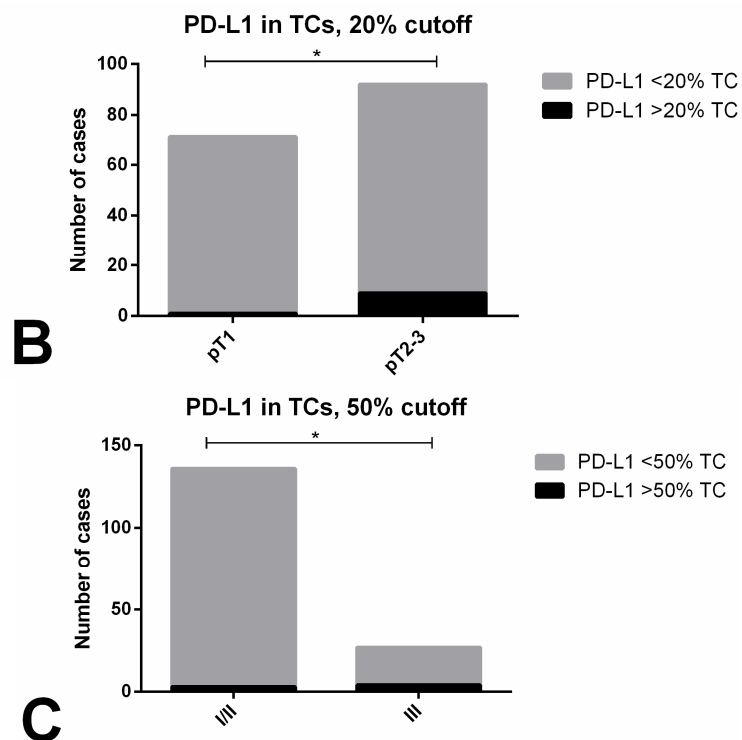 PD-L1 in TCs, 20% cutoff
*
100
80
60
40
20
0
Number of cases
pT1
pT2-3
PD-L1 <20% TC
PD-L1 >20% TC
B
PD-L1 in TCs, 50% cutoff
*
150
100
50
0
Number of cases
I/II
III
PD-L1 <50% TC
PD-L1 >50% TC
C